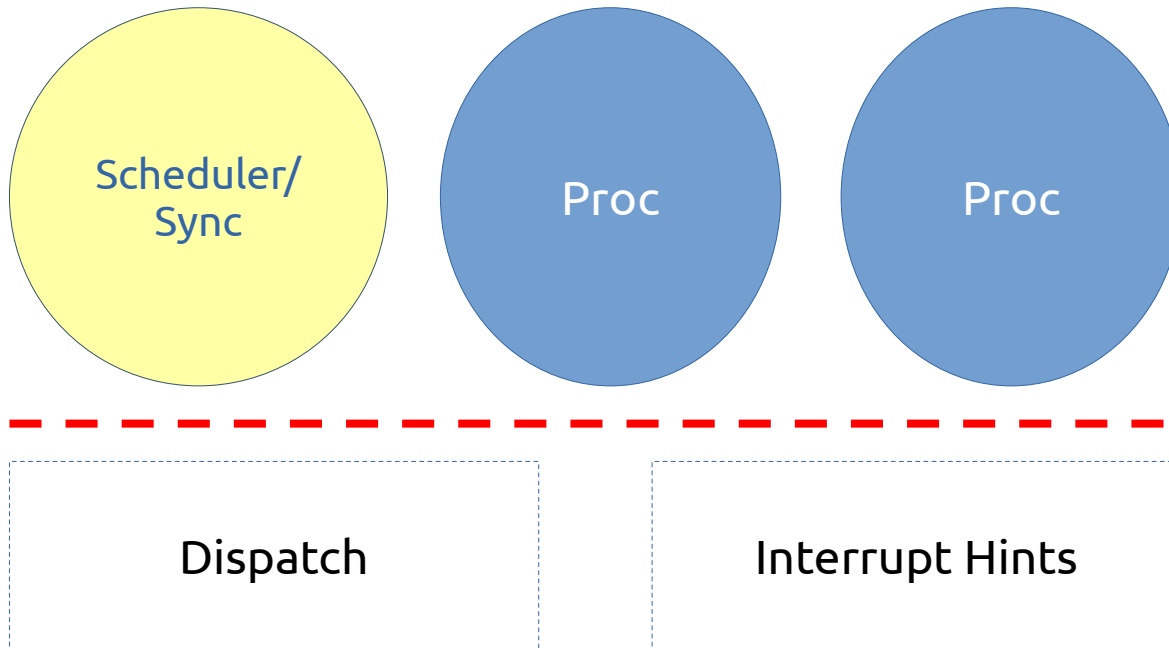 Scheduler/
Sync
Proc
Proc
Dispatch
Interrupt Hints